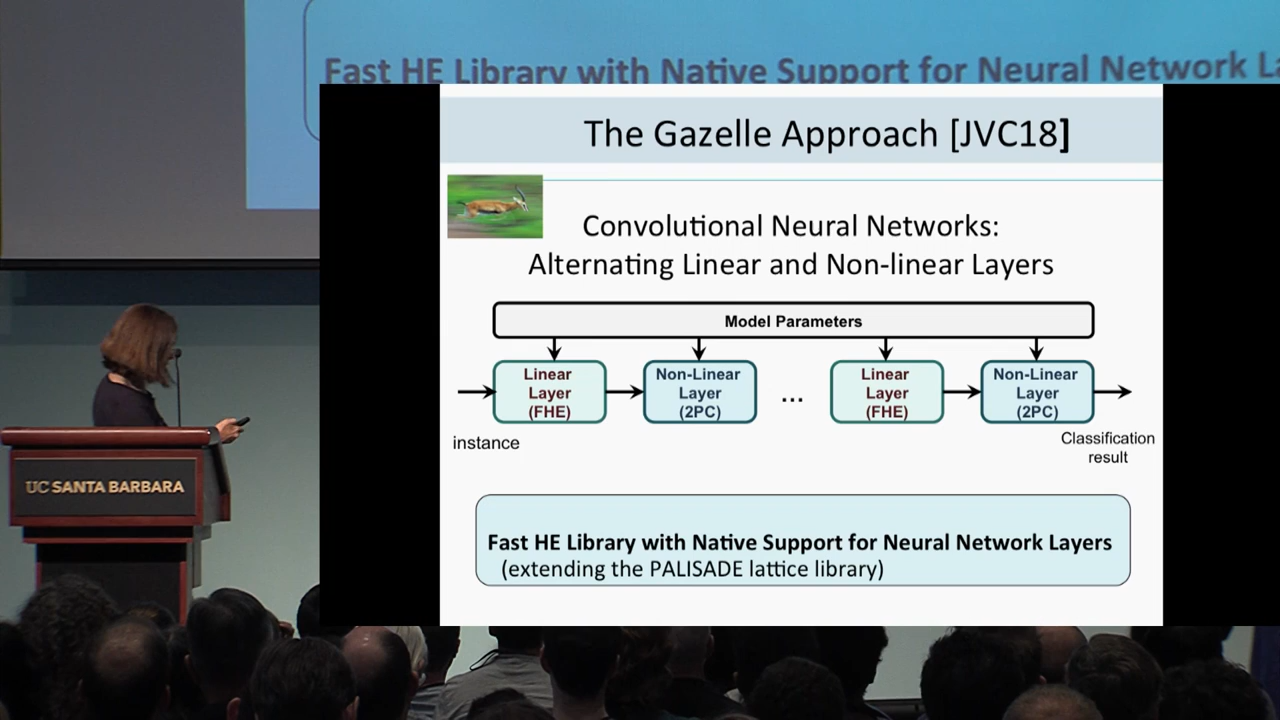 Fast HE Library with Native Support for Neural Network
The Gazelle Approach [JVC18]
Convolutional Neural Networks:
Alternating Linear and Non-linear Layers
Model Parameters
Linear
Layer
(FHE)
Non-Linear
Layer
(2PC)
...
Linear
Layer
(FHE)
Non-Linear
Layer
(2PC)
instance
Classification
result
Fast HE Library with Native Support for Neural Network Layers
(extending the PALISADE lattice library)
UC SANTA BARBARA